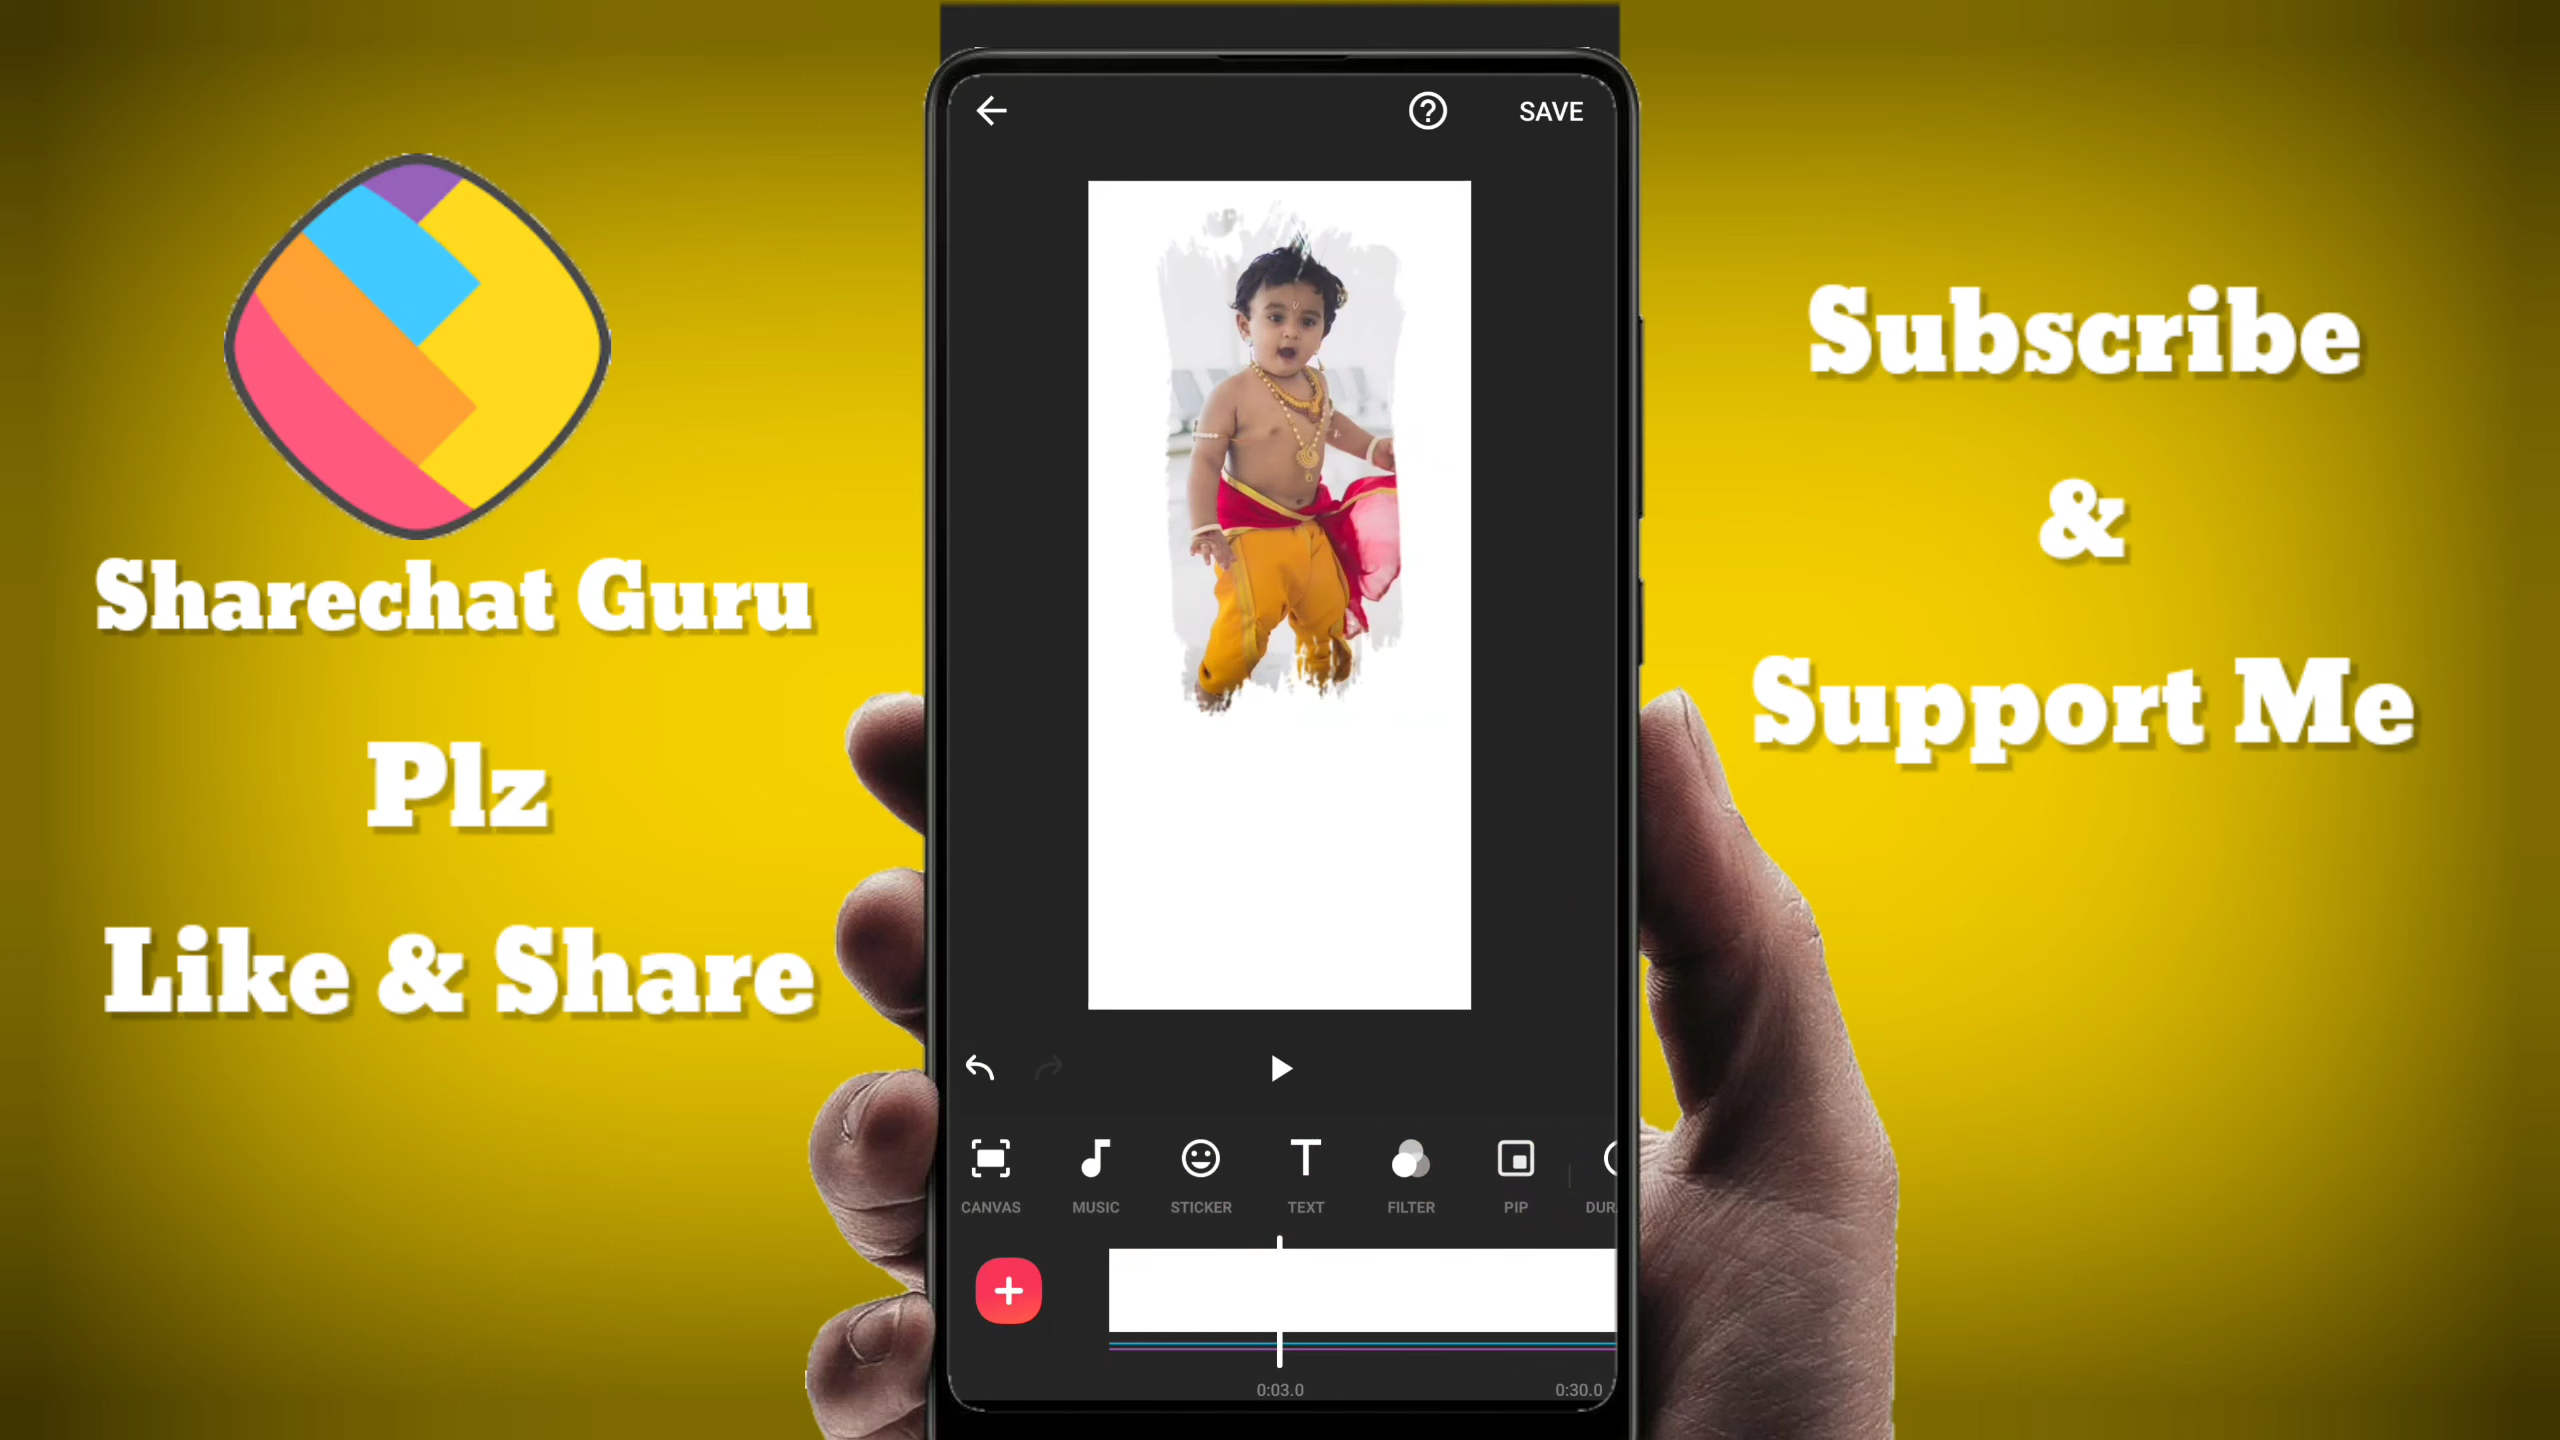 Sharechat Guru
Plz
Like & Share
SAVE
CANVAS
MUSIC
STICKER
TEXT
FILTER
PIP
DUR
0:03.0
0:30.0
Subscribe
&
Support Me